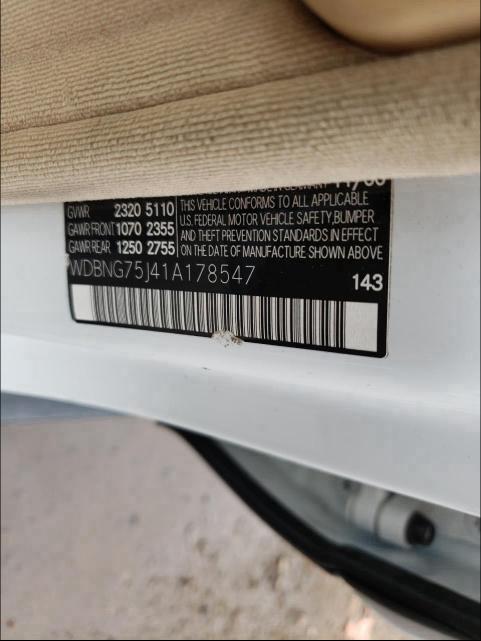 GVWR 2320 5110
GAWR FRONT 1070 2355
GAWR REAR 1250 2755
THIS VEHICLE CONFORMS TO ALL APPLICABLE
U.S. FEDERAL MOTOR VEHICLE SAFETY, BUMPER
AND THEFT PREVENTION STANDARDS IN EFFECT
ON THE DATE OF MANUFACTURE SHOWN ABOVE
WDBNG75J41A178547
143